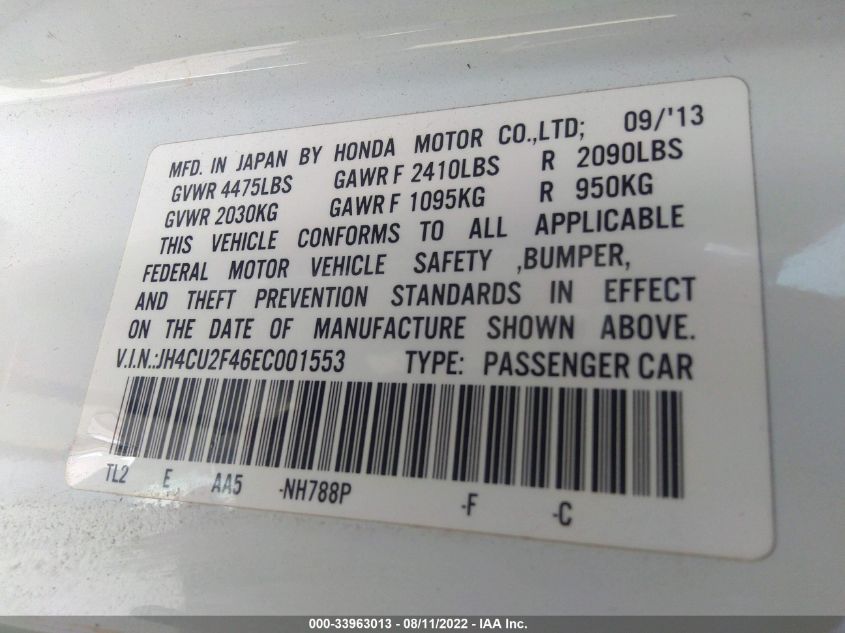 MFD. IN JAPAN BY HONDA MOTOR CO.,LTD; 09/'13
GVWR 4475LBS GAWR F 2410LBS R 2090LBS
GVWR 2030KG GAWR F 1095KG R 950KG
THIS VEHICLE CONFORMS TO ALL APPLICABLE
FEDERAL MOTOR VEHICLE SAFETY ,BUMPER,
AND THEFT PREVENTION STANDARDS IN EFFECT
ON THE DATE OF MANUFACTURE SHOWN ABOVE.
V.I.N.:JH4CU2F46EC001553 TYPE: PASSENGER CAR
TL2 E AA5 -NH788P -F -C
000-33963013 - 08/11/2022 - IAA Inc.